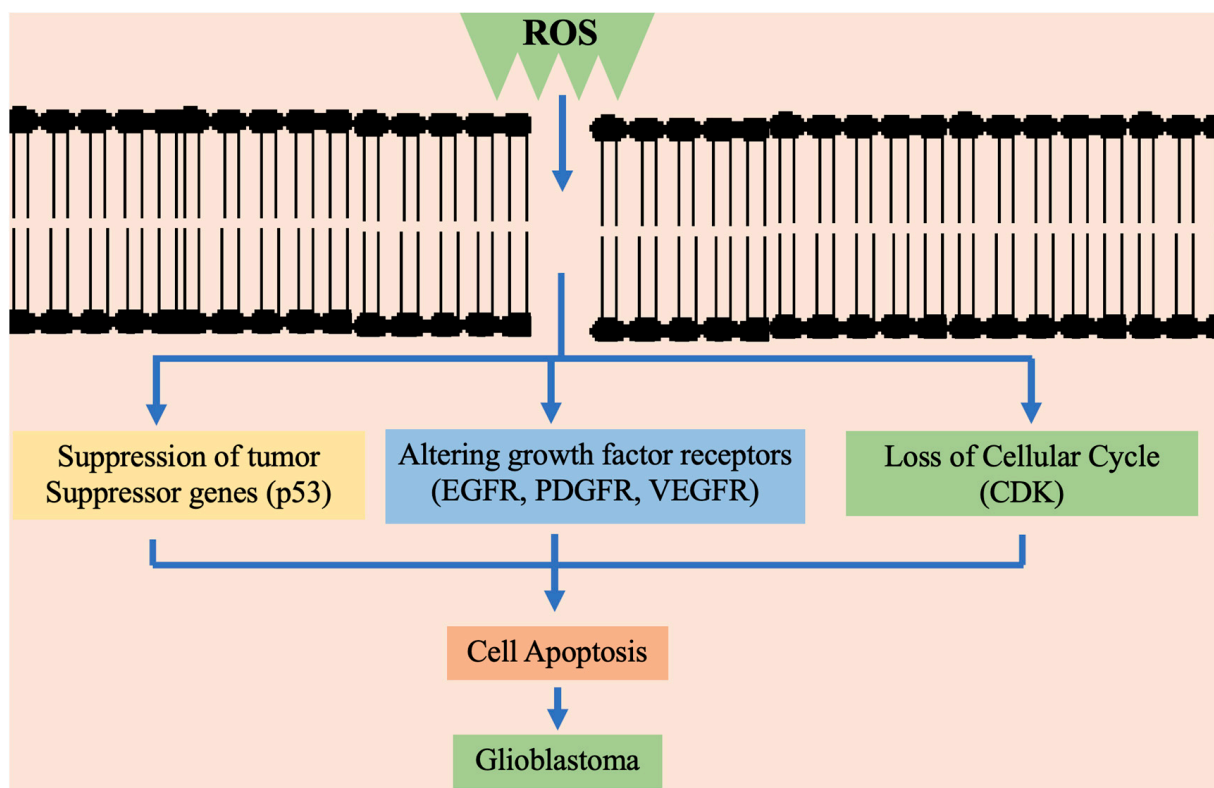 ROS
Suppression of tumor
Suppressor genes (p53)
Altering growth factor receptors
(EGFR, PDGFR, VEGFR)
Loss of Cellular Cycle
(CDK)
Cell Apoptosis
Glioblastoma